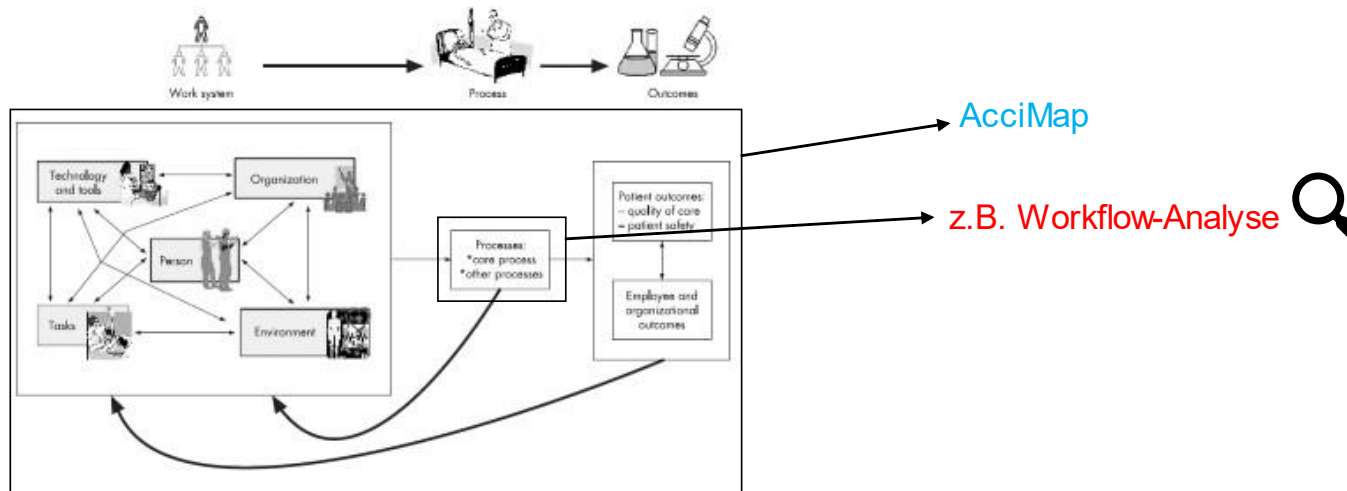 Work system
Process
Outcomes
AcciMap
z.B. Workflow-Analyse
Technology
and tools
Organization
Person
Tasks
Environment
Processes:
*care process
*other processes
Patient outcomes:
– quality of care
– patient safety
Employee and
organizational
outcomes